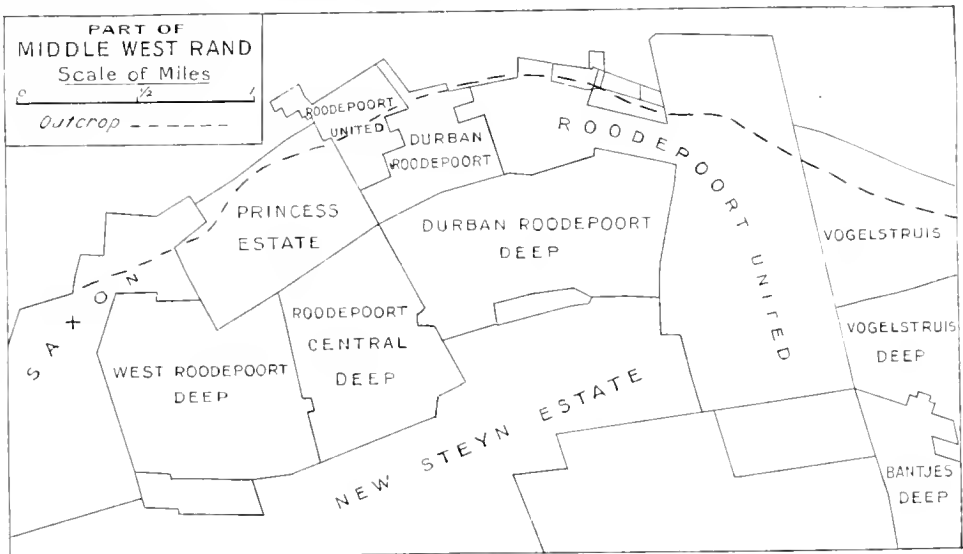 PART OF
MIDDLE WEST RAND
Scale of Miles
0 1/2 1
Outcrop
ROODEPOORT
UNITED
DURBAN
ROODEPOORT
ROODEPOORT UNITED
PRINCESS
ESTATE
DURBAN ROODEPOORT
DEEP
VOGELSTRUIS
SAXON
ROODEPOORT
CENTRAL
DEEP
VOGELSTRUIS
DEEP
WEST ROODEPOORT
DEEP
NEW STEYN ESTATE
BANTJES
DEEP